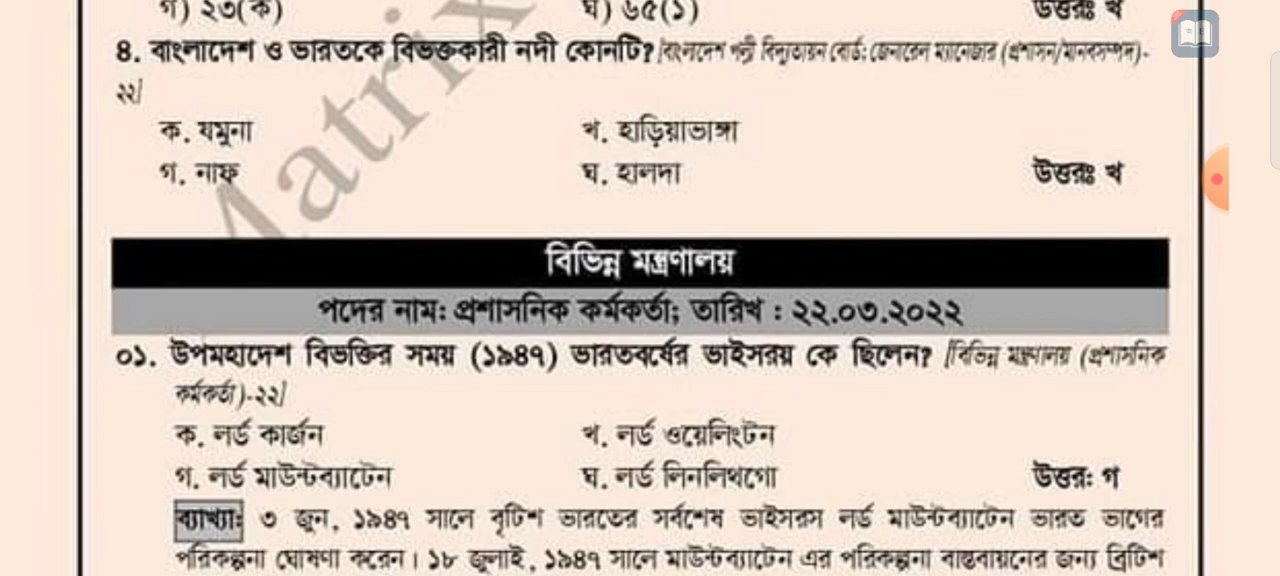 গ) ২৩(ক) ঘ) ৬৫(১) উত্তরঃ খ
৪. বাংলাদেশ ও ভারতকে বিভক্তকারী নদী কোনটি? [বাংলাদেশ পল্লী বিদ্যুতায়ন বোর্ড: জেনারেল ম্যানেজার (প্রশাসন/মানবসম্পদ)-
২২]
ক. যমুনা খ. হাড়িয়াভাঙ্গা
গ. নাফ ঘ. হালদা উত্তরঃ খ
Matrix
বিভিন্ন মন্ত্রণালয়
পদের নাম: প্রশাসনিক কর্মকর্তা; তারিখ : ২২.০৩.২০২২
০১. উপমহাদেশ বিভক্তির সময় (১৯৪৭) ভারতবর্ষের ভাইসরয় কে ছিলেন? [বিভিন্ন মন্ত্রণালয় (প্রশাসনিক
কর্মকর্তা)-২২]
ক. লর্ড কার্জন খ. লর্ড ওয়েলিংটন
গ. লর্ড মাউন্টব্যাটেন ঘ. লর্ড লিনলিথগো উত্তর: গ
ব্যাখ্যা: ৩ জুন, ১৯৪৭ সালে বৃটিশ ভারতের সর্বশেষ ভাইসরস লর্ড মাউন্টব্যাটেন ভারত ভাগের
পরিকল্পনা ঘোষণা করেন। ১৮ জুলাই, ১৯৪৭ সালে মাউন্টব্যাটেন এর পরিকল্পনা বাস্তবায়নের জন্য ব্রিটিশ